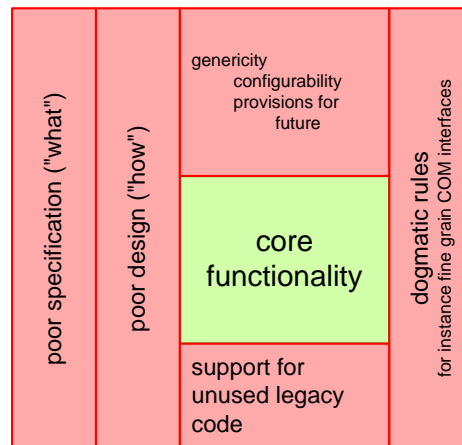 poor specification ("what")
poor design ("how")
genericity
configurability
provisions for
future
core
functionality
support for
unused legacy
code
dogmatic rules
for instance fine grain COM interfaces